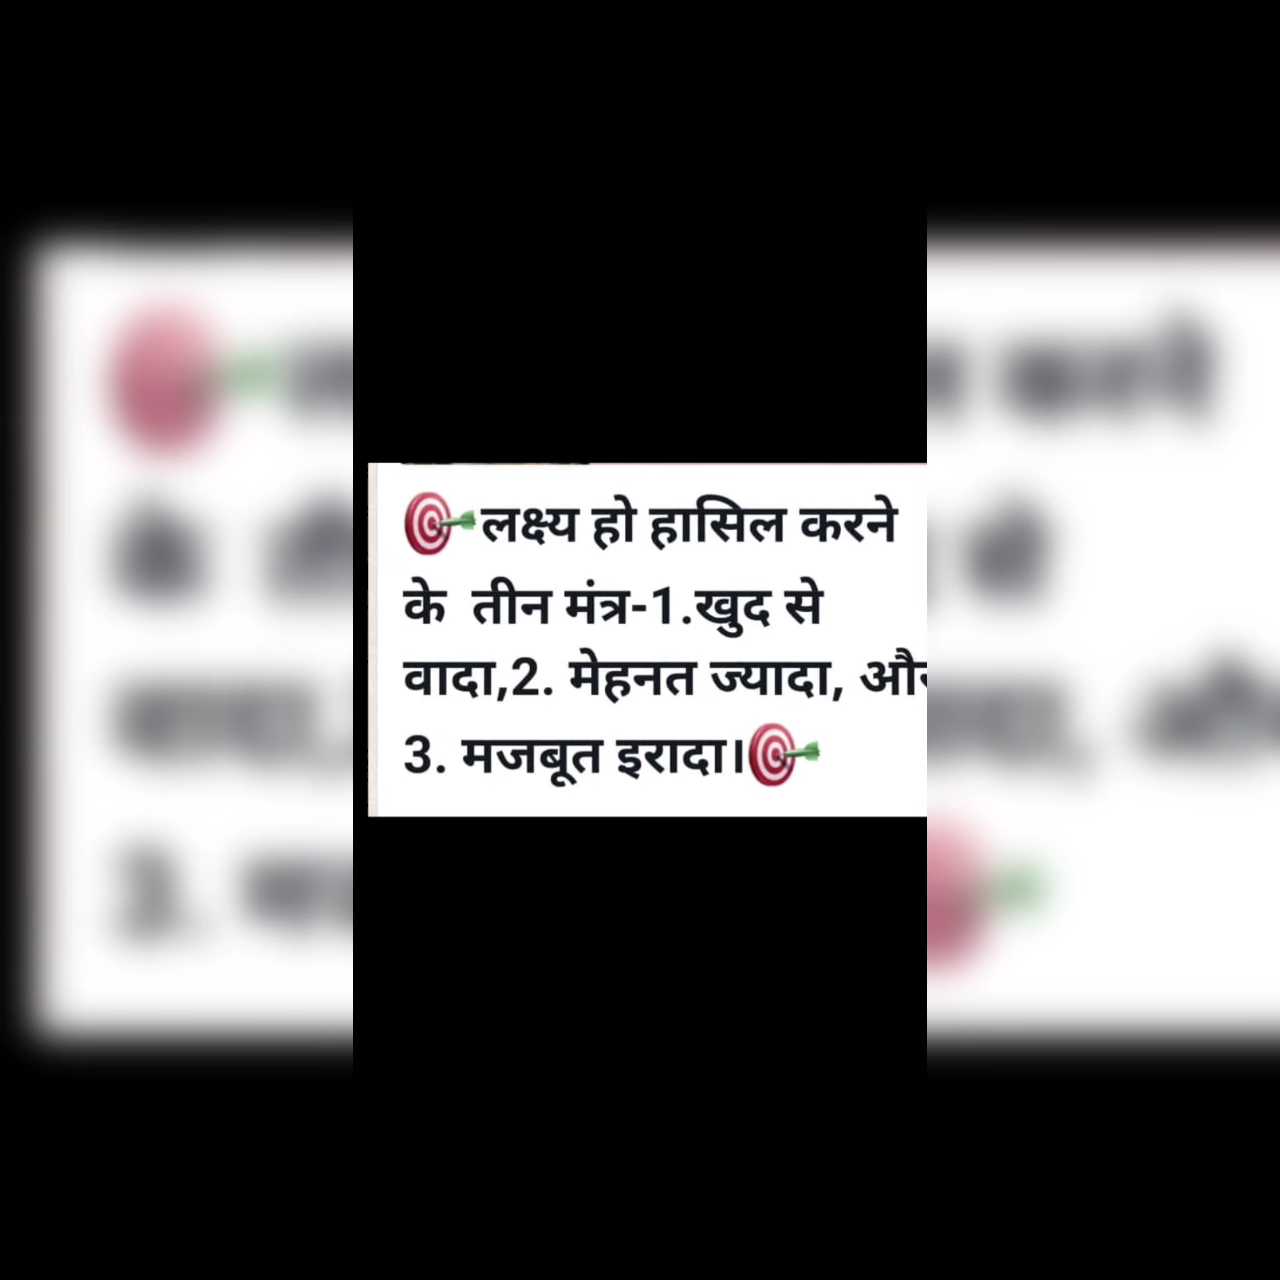 🎯लक्ष्य हो हासिल करने
के तीन मंत्र-1.खुद से
वादा,2. मेहनत ज्यादा,
3. मजबूत इरादा।🎯